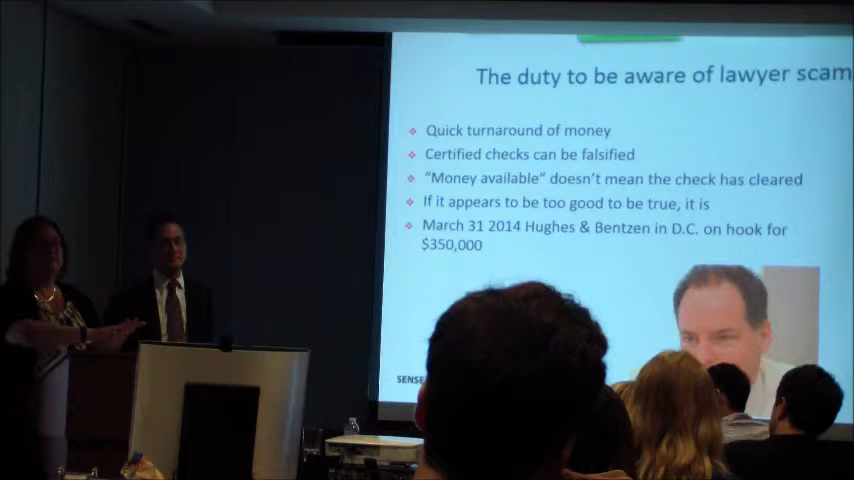 The duty to be aware of lawyer scam
Quick turnaround of money
Certified checks can be falsified
“Money available” doesn’t mean the check has cleared
If it appears to be too good to be true, it is
March 31 2014 Hughes & Bentzen in D.C. on hook for
$350,000